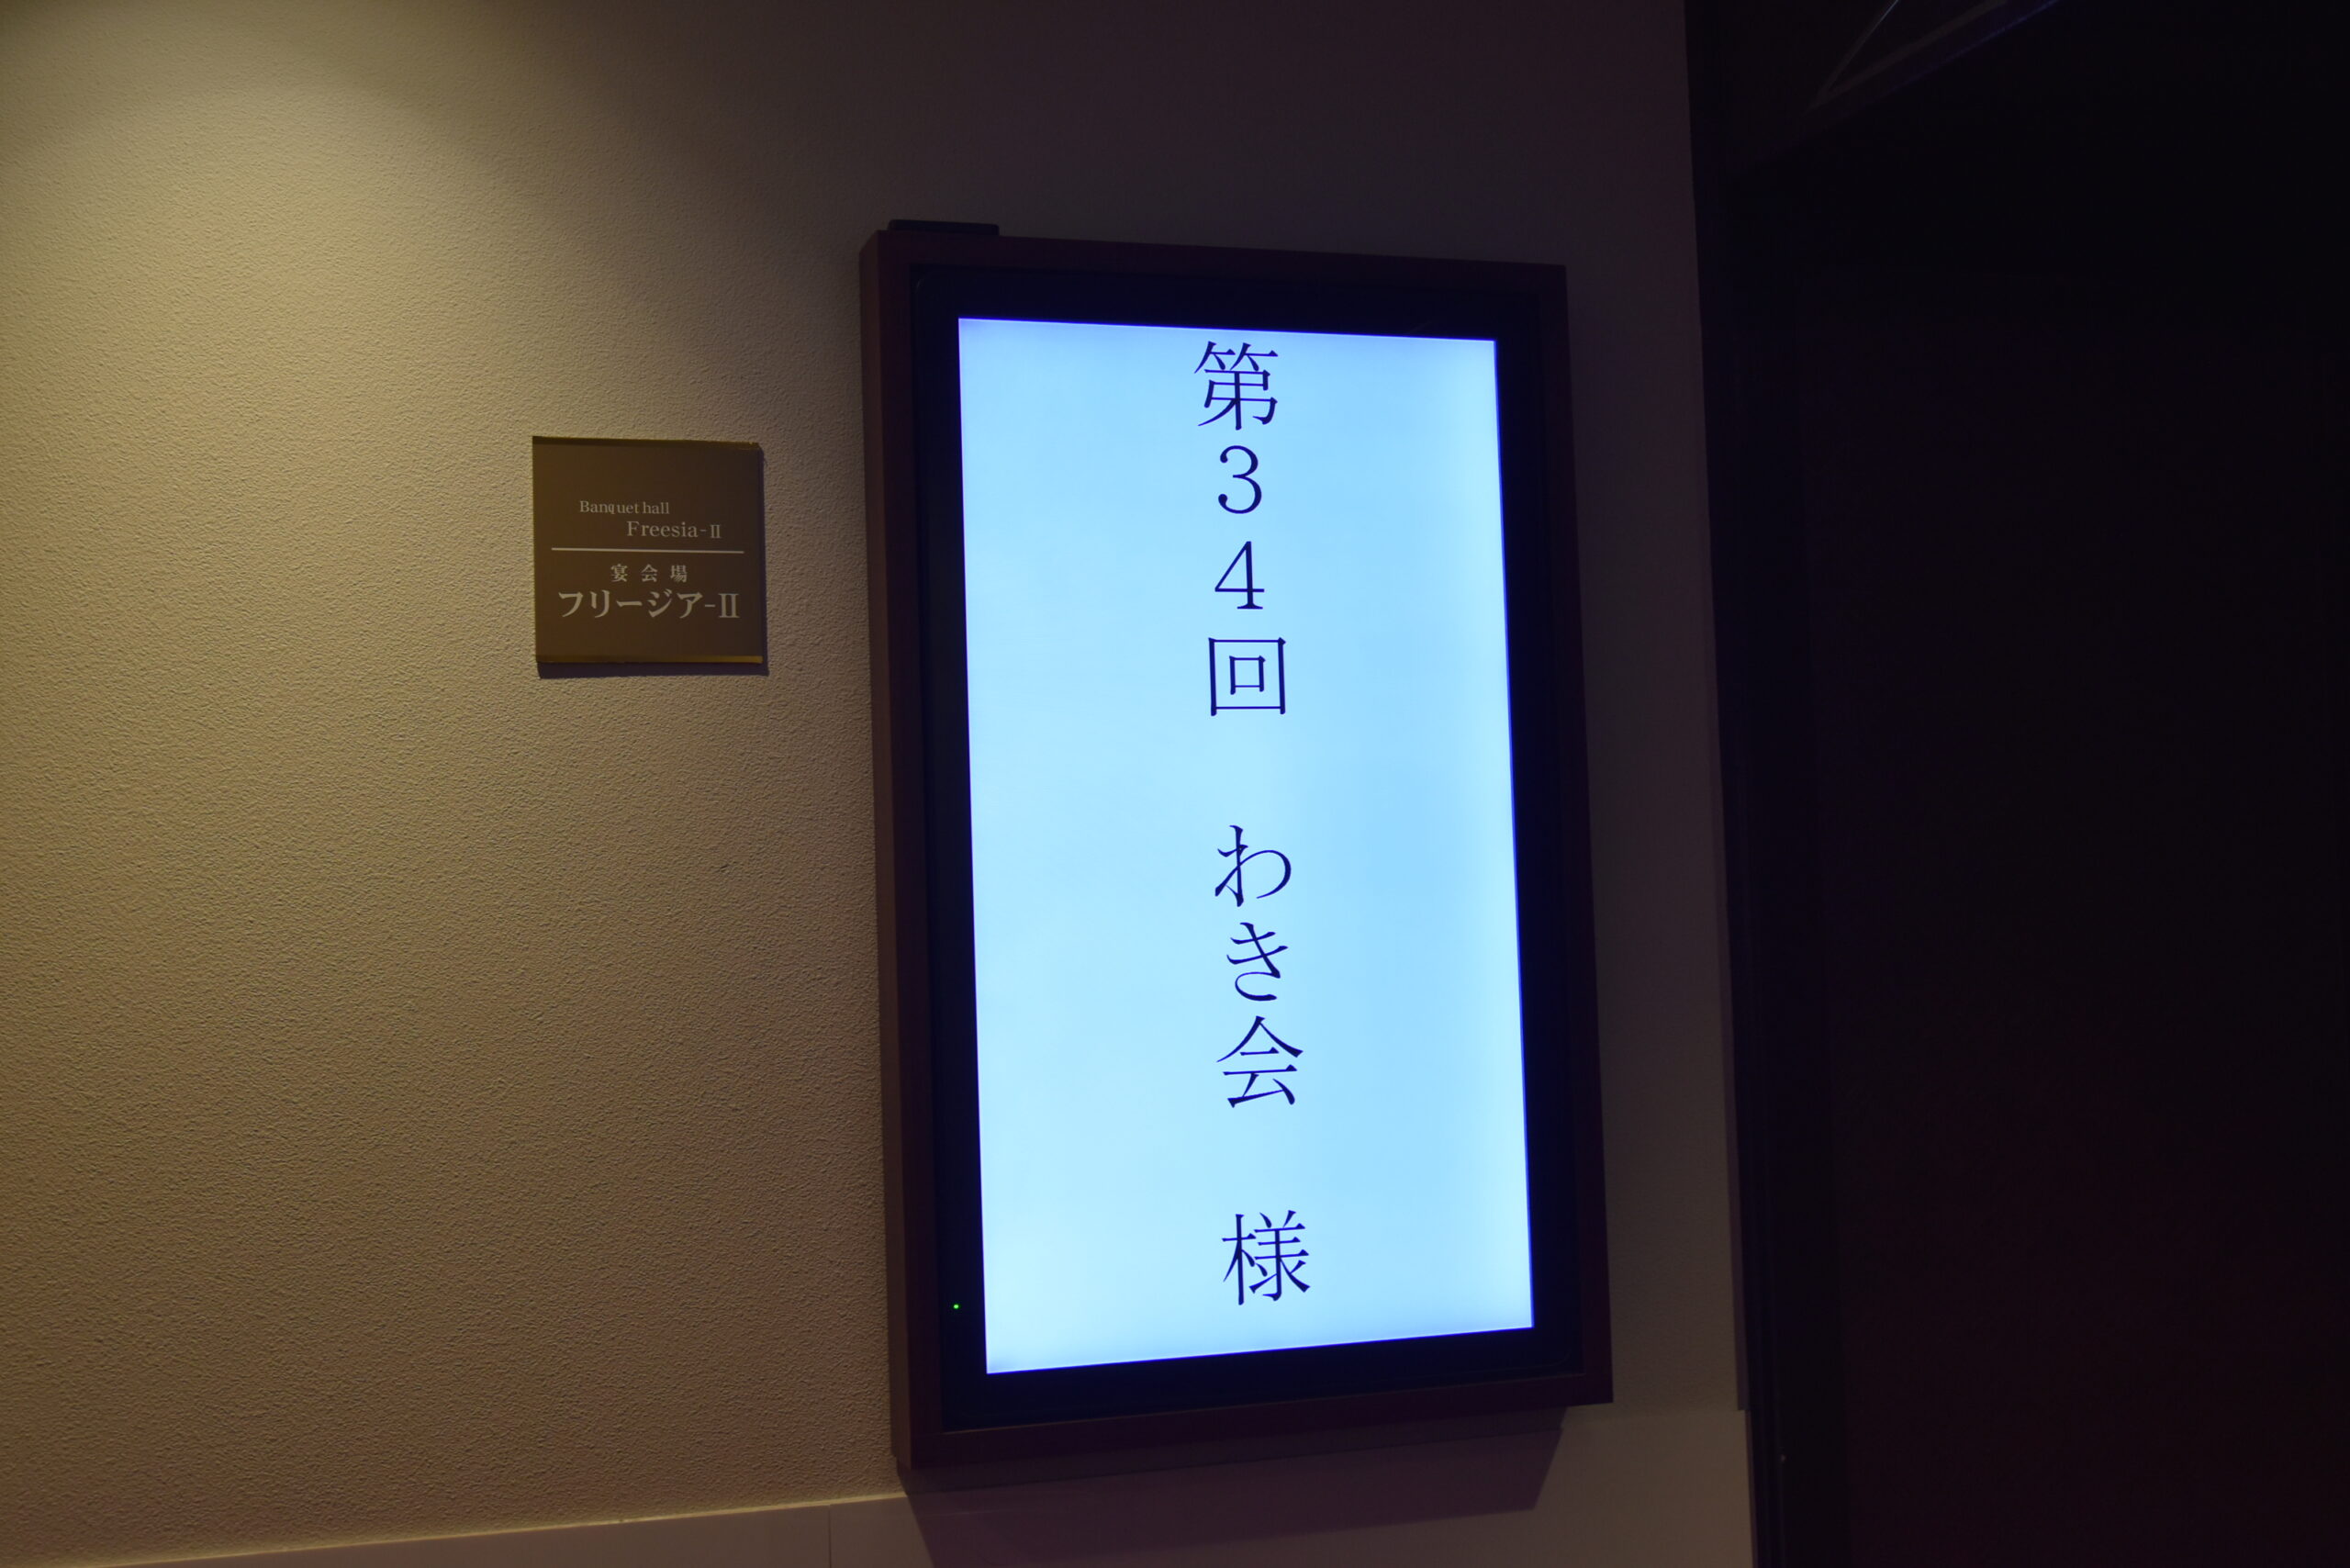 Banquet hall
Freesia-Ⅱ
宴会場
フリージア-Ⅱ
第34回 わき会 様